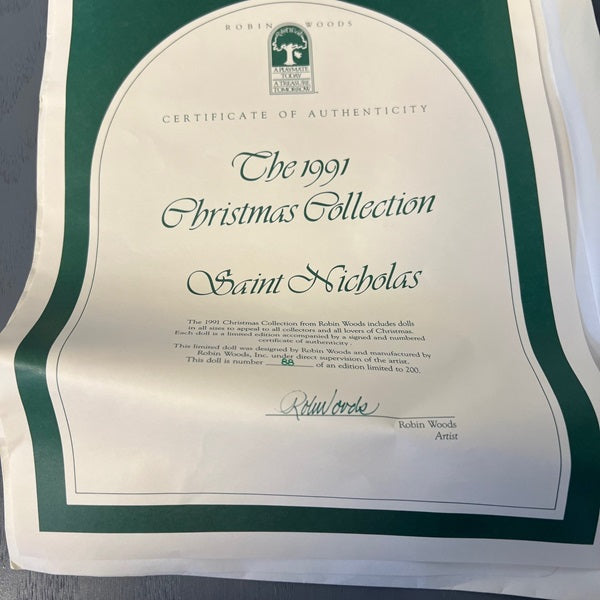 ROBIN WOODS
A PLAYMATE
TODAY
A TREASURE
TOMORROW
CERTIFICATE OF AUTHENTICITY
The 1991
Christmas Collection
Saint Nicholas
The 1991 Christmas Collection from Robin Woods includes dolls
in all sizes to appeal to all collectors and all lovers of Christmas.
Each doll is a limited edition accompanied by a signed and numbered
certificate of authenticity.
This limited doll was designed by Robin Woods and manufactured by
Robin Woods, Inc. under direct supervision of the artist.
This doll is number 88 of an edition limited to 200.
Robin Woods
Robin Woods
Artist